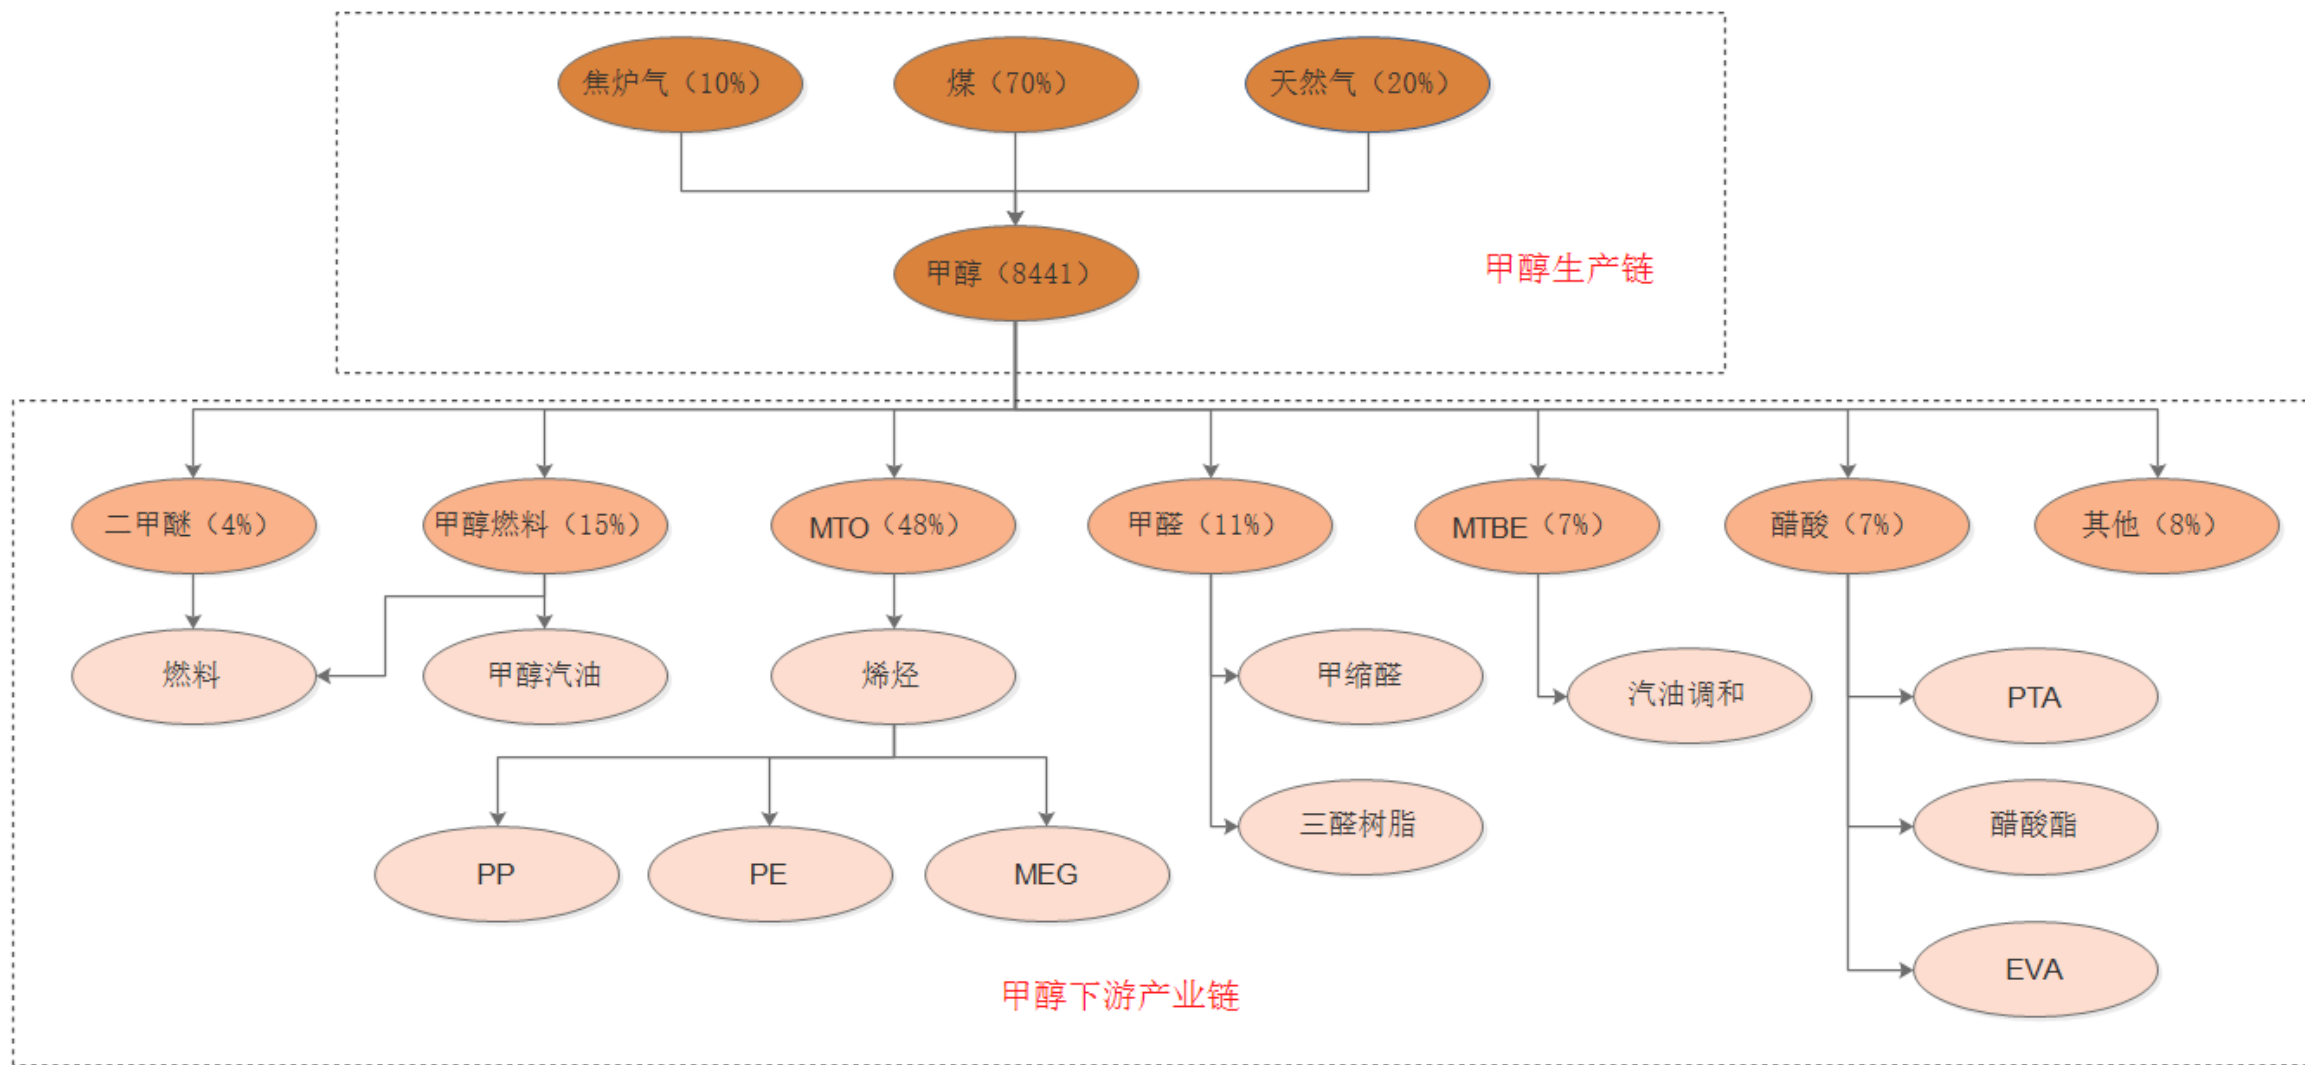 焦炉气（10%）
煤（70%）
天然气（20%）
甲醇（8441）
甲醇生产链
二甲醚（4%）
甲醇燃料（15%）
MTO（48%）
甲醛（11%）
MTBE（7%）
醋酸（7%）
其他（8%）
燃料
甲醇汽油
烯烃
甲缩醛
汽油调和
PTA
三醛树脂
醋酸酯
PP
PE
MEG
EVA
甲醇下游产业链